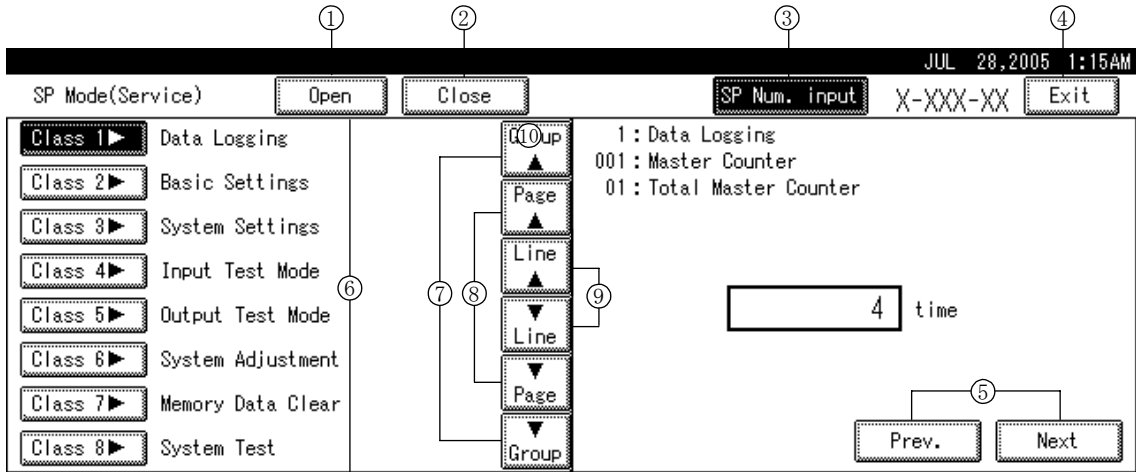 ① ② ③ ④
JUL 28,2005 1:15AM
SP Mode(Service) Open Close SP Num. input X-XXX-XX Exit
Class 1▶ Data Logging
Class 2▶ Basic Settings
Class 3▶ System Settings
Class 4▶ Input Test Mode
Class 5▶ Output Test Mode
Class 6▶ System Adjustment
Class 7▶ Memory Data Clear
Class 8▶ System Test
⑥
⑦ ⑧
Group ⑩
▲
Page
▲
Line
▲
▼
Line
▼
Page
▼
Group
⑨
1:Data Logging
001:Master Counter
01:Total Master Counter
4 time
⑤
Prev. Next